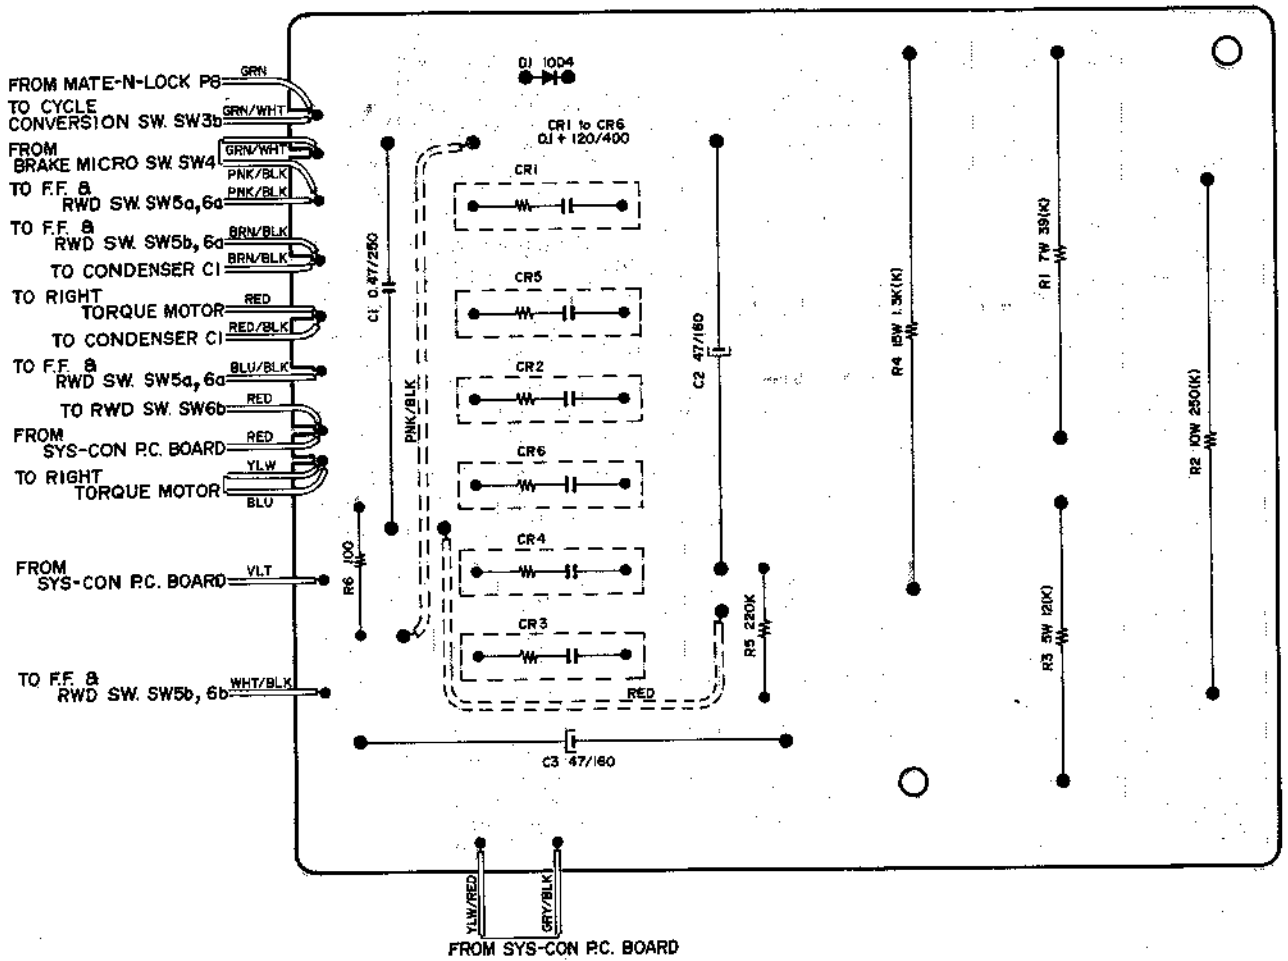 FROM MATE-N-LOCK P8
GRN
TO CYCLE
CONVERSION SW. SW3b
GRN/WHT
FROM
BRAKE MICRO SW. SW4
GRN/WHT
PNK/BLK
TO F.F. &
RWD SW. SW5a, 6a
PNK/BLK
TO F.F. &
RWD SW. SW5b, 6a
BRN/BLK
TO CONDENSER C1
BRN/BLK
TO RIGHT
TORQUE MOTOR
RED
TO CONDENSER C1
RED/BLK
TO F.F. &
RWD SW. SW5a, 6a
BLU/BLK
TO RWD SW. SW6b
RED
FROM
SYS-CON P.C. BOARD
RED
TO RIGHT
TORQUE MOTOR
YLW
BLU
FROM
SYS-CON P.C. BOARD
VLT
TO F.F. &
RWD SW. SW5b, 6b
WHT/BLK
D1 10D4
CR1 to CR6
0.1 + 120/400
CR1
CR5
CR2
CR6
CR4
CR3
C1 0.47/250
PNK/BLK
R6 100
C2 47/160
R5 220K
RED
C3 47/160
R4 15W 1.5K(K)
R1 7W 39(K)
R3 5W 12(K)
R2 10W 250(K)
YLW/RED
GRY/BLK
FROM SYS-CON P.C. BOARD